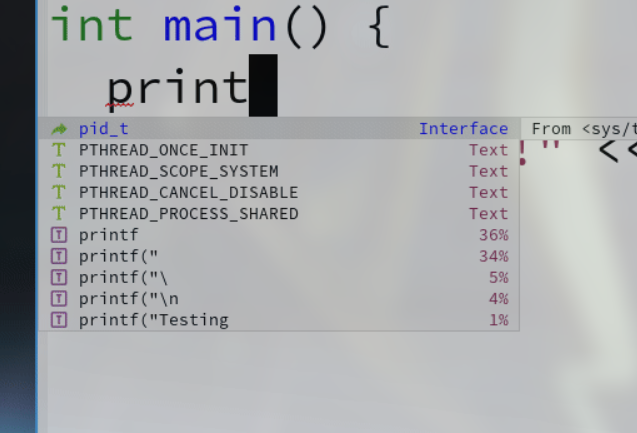 int main() {
print
pid_t Interface From <sys/t
PTHREAD_ONCE_INIT Text !" <<
PTHREAD_SCOPE_SYSTEM Text
PTHREAD_CANCEL_DISABLE Text
PTHREAD_PROCESS_SHARED Text
printf 36%
printf(" 34%
printf("\ 5%
printf("\n 4%
printf("Testing 1%